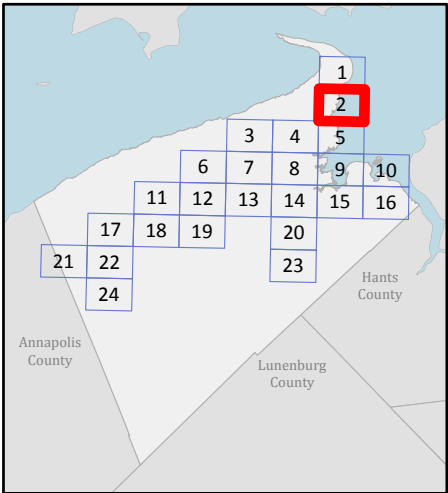 1
2
3 4 5
6 7 8 9 10
11 12 13 14 15 16
17 18 19 20
21 22 23
24
Hants
County
Annapolis
County
Lunenburg
County